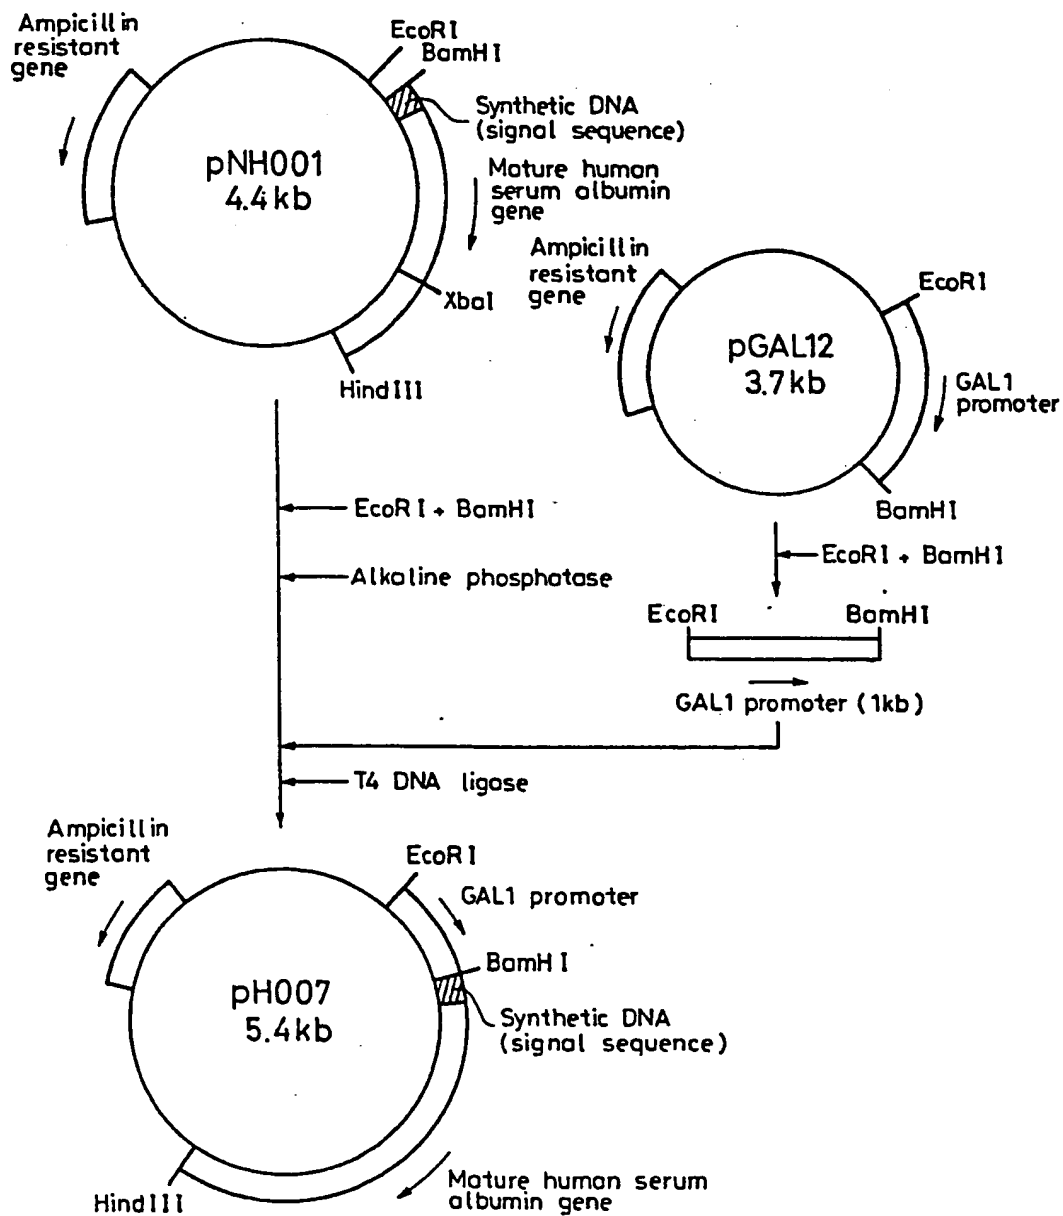 Ampicillin
resistant
gene
EcoRI
BamHI
Synthetic DNA
(signal sequence)
pNH001
4.4kb
Mature human
serum albumin
gene
XbaI
HindIII
Ampicillin
resistant
gene
EcoRI
pGAL12
3.7kb
GAL1
promoter
BamHI
EcoRI + BamHI
Alkaline phosphatase
EcoRI + BamHI
EcoRI
BamHI
GAL1 promoter (1kb)
T4 DNA ligase
Ampicillin
resistant
gene
EcoRI
GAL1 promoter
BamHI
pH007
5.4kb
Synthetic DNA
(signal sequence)
HindIII
Mature human serum
albumin gene